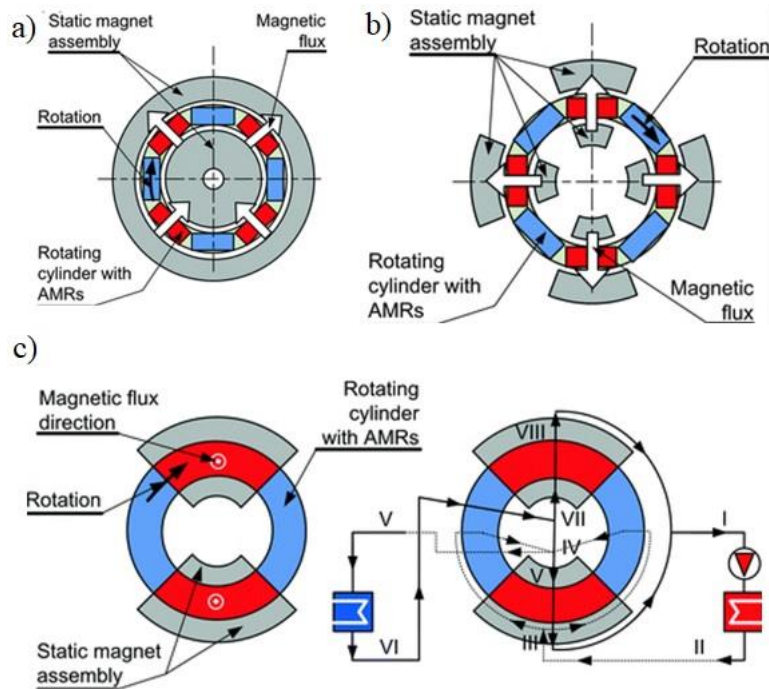 a)
Static magnet
assembly
Magnetic
flux
Rotation
Rotating
cylinder with
AMRs
b)
Static magnet
assembly
Rotation
Rotating
cylinder with
AMRs
Magnetic
flux
c)
Magnetic flux
direction
Rotation
Static magnet
assembly
Rotating
cylinder
with AMRs
VIII
V
VII
I
IV
V
VI
III
II